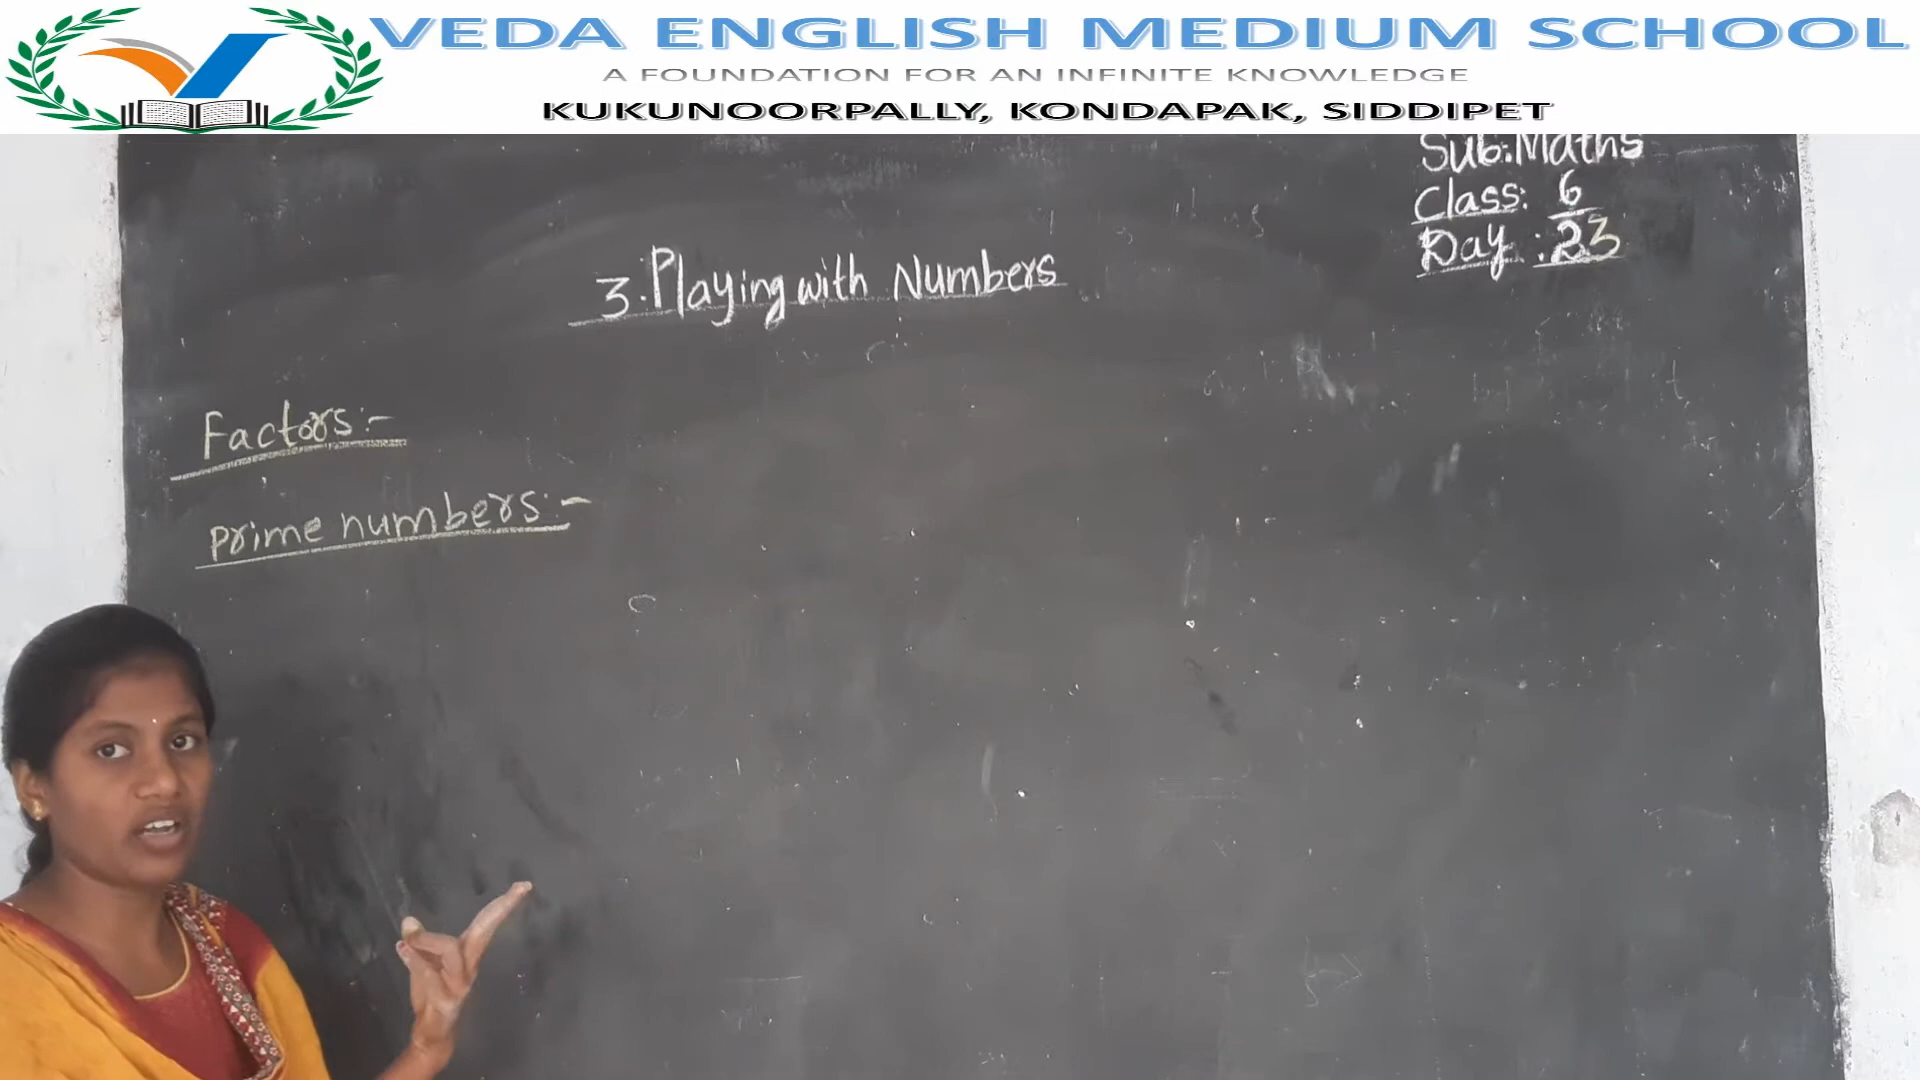 VEDA ENGLISH MEDIUM SCHOOL
A FOUNDATION FOR AN INFINITE KNOWLEDGE
KUKUNOORPALLY, KONDAPAK, SIDDIPET
Sub:Maths
Class: 6
Day: 23
3. Playing with Numbers
Factors:-
Prime numbers:-